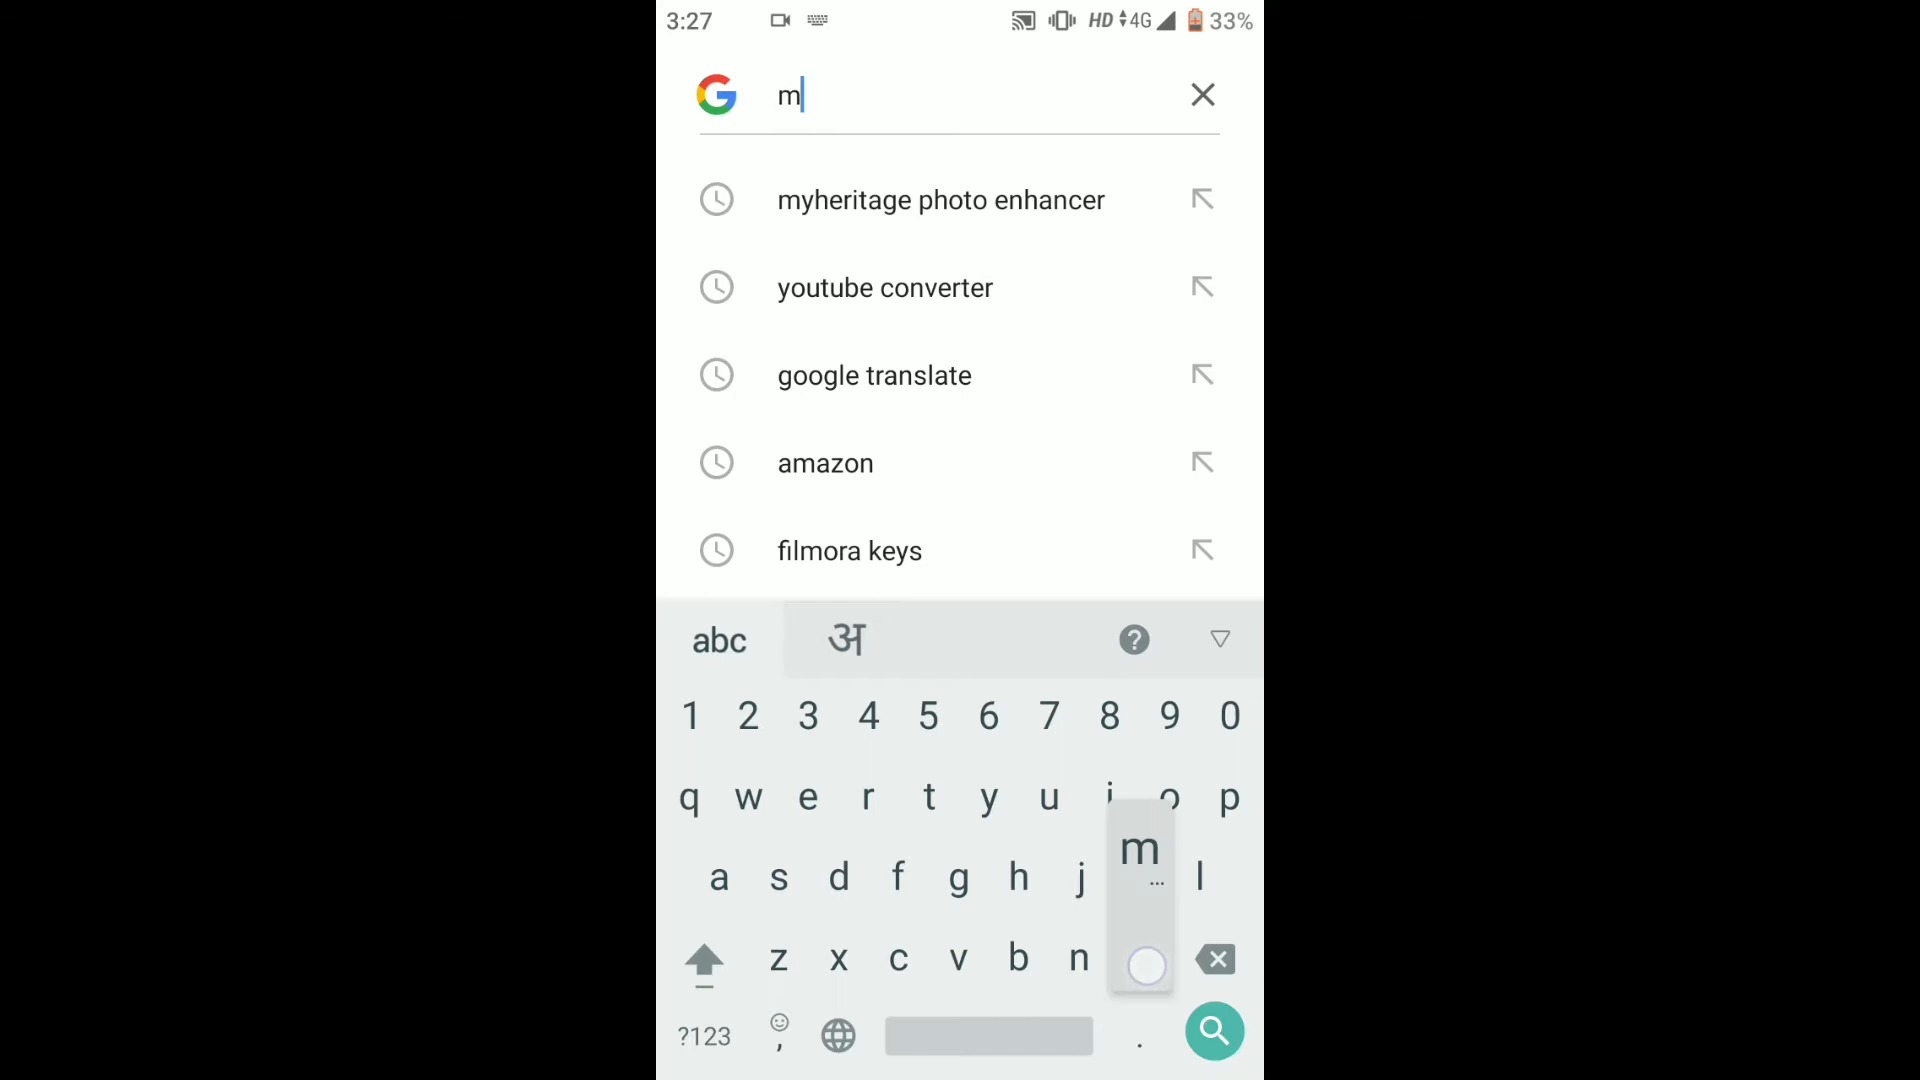 3:27
HD 4G 33%
m
myheritage photo enhancer
youtube converter
google translate
amazon
filmora keys
abc अ ?
1 2 3 4 5 6 7 8 9 0
q w e r t y u i o p
m
...
a s d f g h j l
z x c v b n
?123 , .